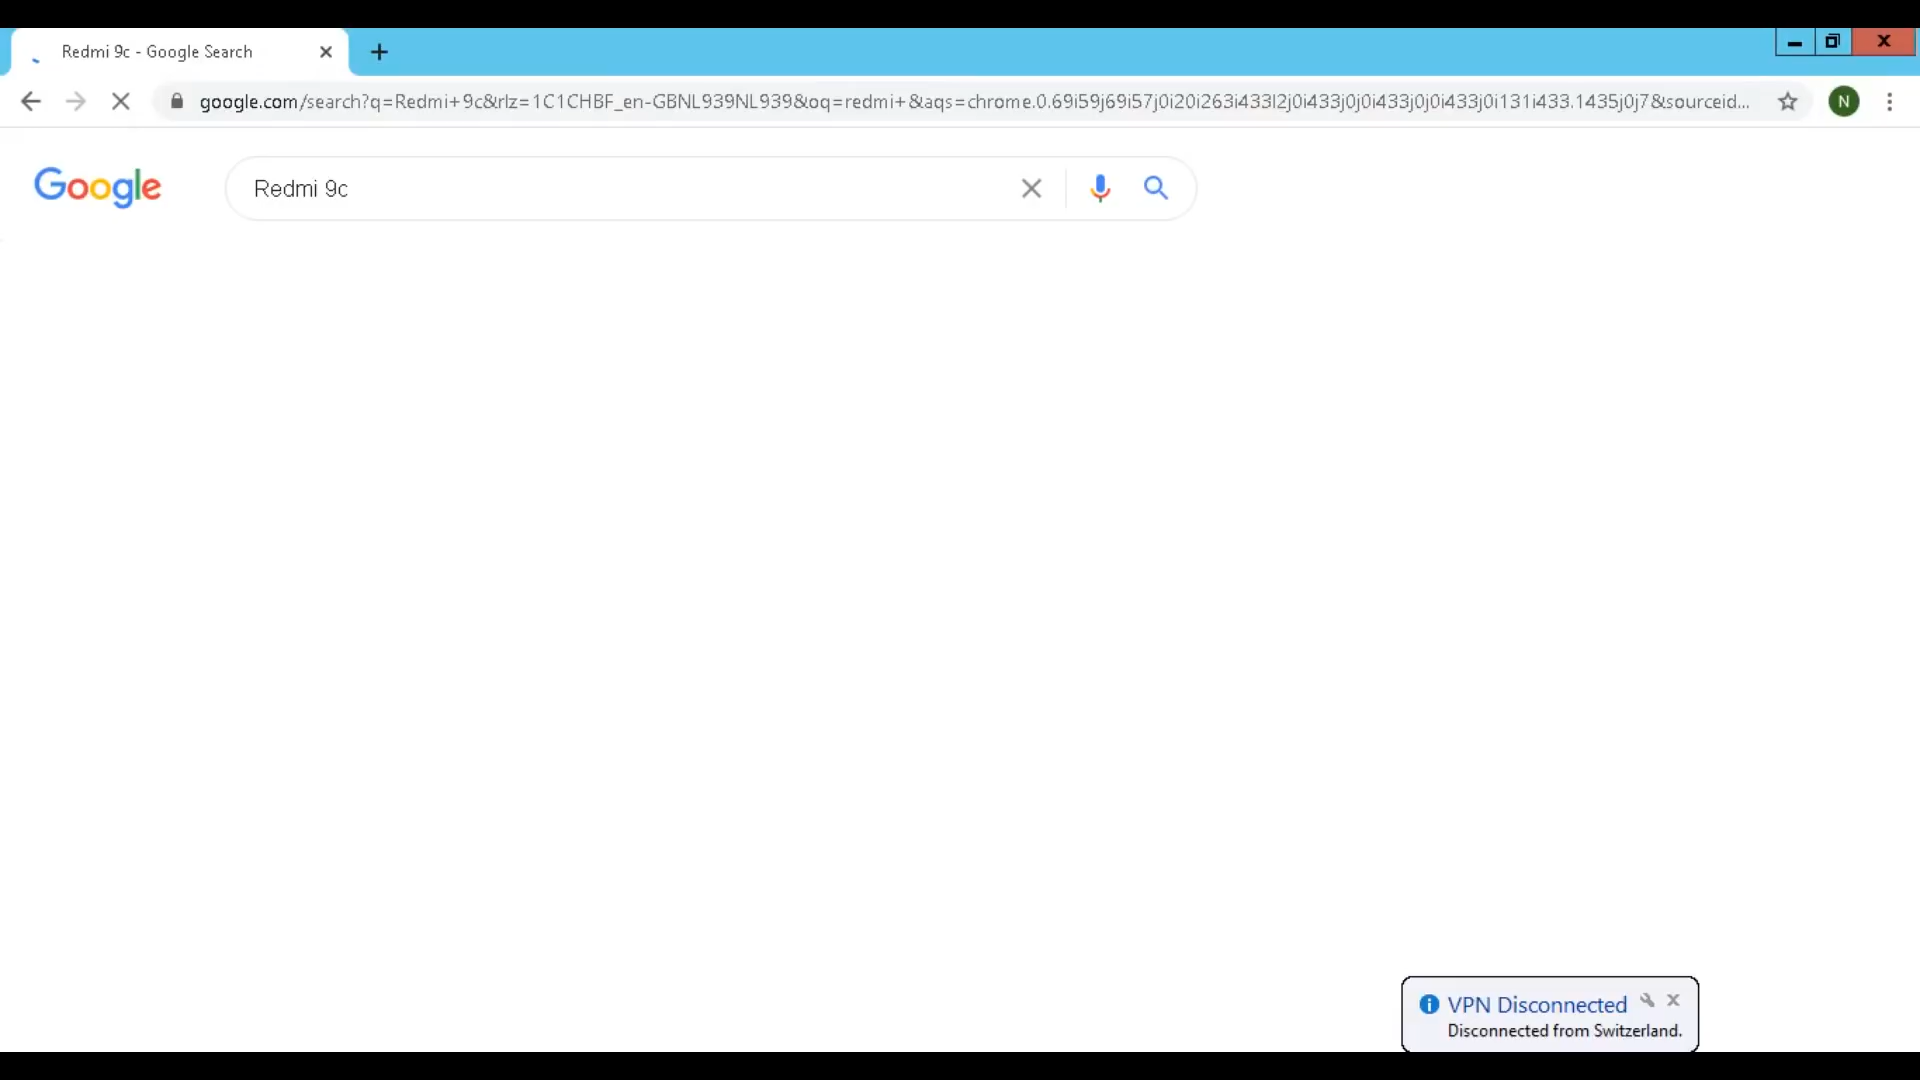 Redmi 9c - Google Search
google.com/search?q=Redmi+9c&rlz=1C1CHBF_en-GBNL939NL939&oq=redmi+&aqs=chrome.0.69i59j69i57j0i20i263i433l2j0i433j0j0i433j0j0i433j0i131i433.1435j0j7&sourceid...
N
Google
Redmi 9c
VPN Disconnected
Disconnected from Switzerland.